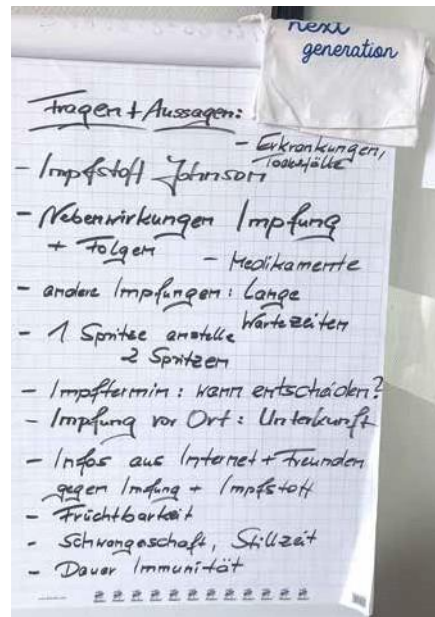 next
generation
Fragen + Aussagen:
- Erkrankungen,
Todesfälle
- Impfstoff Johnson
- Nebenwirkungen Impfung
+ Folgen
- Medikamente
- andere Impfungen: Lange
Wartezeiten
- 1 Spritze anstelle
2 Spritzen
- Impftermin: wann entscheiden?
- Impfung vor Ort: Unterkunft
- Infos aus Internet + Freunden
gegen Impfung + Impfstoff
- Früchtbarkeit
- Schwangeschaft, Stillzeit
- Dauer Immunität